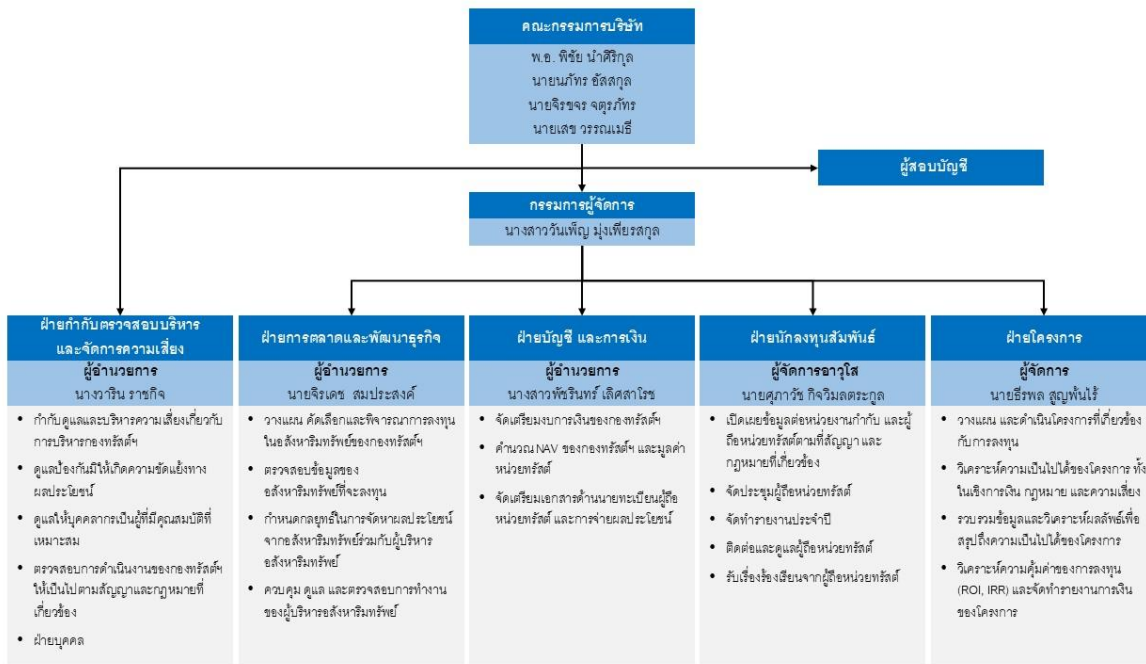 คณะกรรมการบริษัท
พ.อ. พิชัย นำศิริกุล
นายนภัทร อัสสกุล
นายจิรขจร จตุรภัทร
นายเสข วรรณเมธี
ผู้สอบบัญชี
กรรมการผู้จัดการ
นางสาววันเพ็ญ มุ่งเพียรสกุล
ฝ่ายกำกับตรวจสอบบริหาร
และจัดการความเสี่ยง
ผู้อำนวยการ
นางวาริน ราชกิจ
• กำกับดูแลและบริหารความเสี่ยงเกี่ยวกับ
การบริหารกองทรัสต์ฯ
• ดูแลป้องกันมิให้เกิดความขัดแย้งทาง
ผลประโยชน์
• ดูแลให้บุคคลากรเป็นผู้ที่มีคุณสมบัติที่
เหมาะสม
• ตรวจสอบการดำเนินงานของกองทรัสต์ฯ
ให้เป็นไปตามสัญญาและกฎหมายที่
เกี่ยวข้อง
• ฝ่ายบุคคล
ฝ่ายการตลาดและพัฒนาธุรกิจ
ผู้อำนวยการ
นายจิรเดช สมประสงค์
• วางแผน คัดเลือกและพิจารณาการลงทุน
ในอสังหาริมทรัพย์ของกองทรัสต์ฯ
• ตรวจสอบข้อมูลของ
อสังหาริมทรัพย์ที่จะลงทุน
• กำหนดกลยุทธ์ในการจัดหาผลประโยชน์
จากอสังหาริมทรัพย์ร่วมกับผู้บริหาร
อสังหาริมทรัพย์
• ควบคุม ดูแล และตรวจสอบการทำงาน
ของผู้บริหารอสังหาริมทรัพย์
ฝ่ายบัญชี และการเงิน
ผู้อำนวยการ
นางสาวพัชรินทร์ เลิศสาโรช
• จัดเตรียมงบการเงินของกองทรัสต์ฯ
• คำนวณ NAV ของกองทรัสต์ฯ และมูลค่า
หน่วยทรัสต์
• จัดเตรียมเอกสารด้านนายทะเบียนผู้ถือ
หน่วยทรัสต์ และการจ่ายผลประโยชน์
ฝ่ายนักลงทุนสัมพันธ์
ผู้จัดการอาวุโส
นายศุภาวัช กิจวิมลตระกูล
• เปิดเผยข้อมูลต่อหน่วยงานกำกับ และผู้
ถือหน่วยทรัสต์ตามที่สัญญา และ
กฎหมายที่เกี่ยวข้อง
• จัดประชุมผู้ถือหน่วยทรัสต์
• จัดทำรายงานประจำปี
• ติดต่อและดูแลผู้ถือหน่วยทรัสต์
• รับเรื่องร้องเรียนจากผู้ถือหน่วยทรัสต์
ฝ่ายโครงการ
ผู้จัดการ
นายธีรพล สูญพ้นไร้
• วางแผน และดำเนินโครงการที่เกี่ยวข้อง
กับการลงทุน
• วิเคราะห์ความเป็นไปได้ของโครงการ ทั้ง
ในเชิงการเงิน กฎหมาย และความเสี่ยง
• รวบรวมข้อมูลและวิเคราะห์ผลลัพธ์เพื่อ
สรุปถึงความเป็นไปได้ของโครงการ
• วิเคราะห์ความคุ้มค่าของการลงทุน
(ROI, IRR) และจัดทำรายงานการเงิน
ของโครงการ